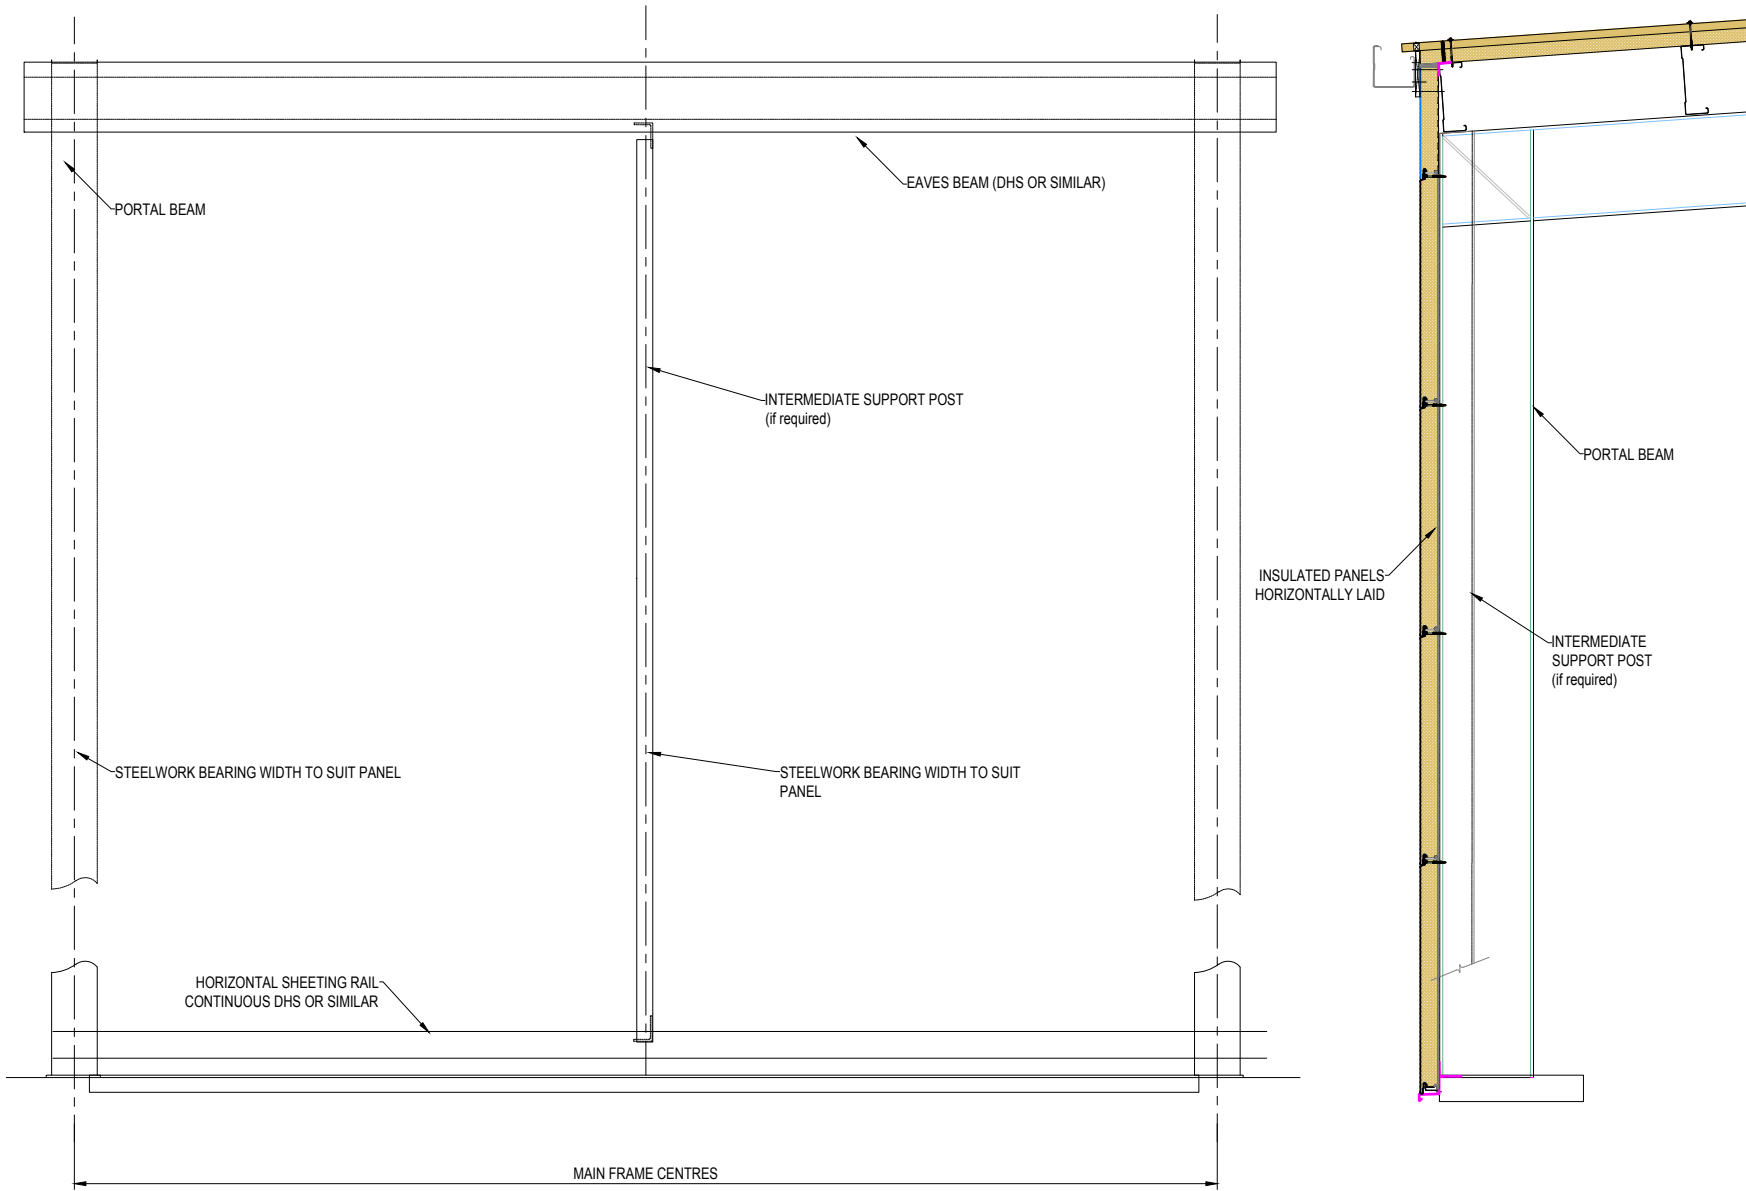 EAVES BEAM (DHS OR SIMILAR)
PORTAL BEAM
INTERMEDIATE SUPPORT POST
(if required)
STEELWORK BEARING WIDTH TO SUIT PANEL
STEELWORK BEARING WIDTH TO SUIT
PANEL
HORIZONTAL SHEETING RAIL
CONTINUOUS DHS OR SIMILAR
MAIN FRAME CENTRES
PORTAL BEAM
INSULATED PANELS
HORIZONTALLY LAID
INTERMEDIATE
SUPPORT POST
(if required)